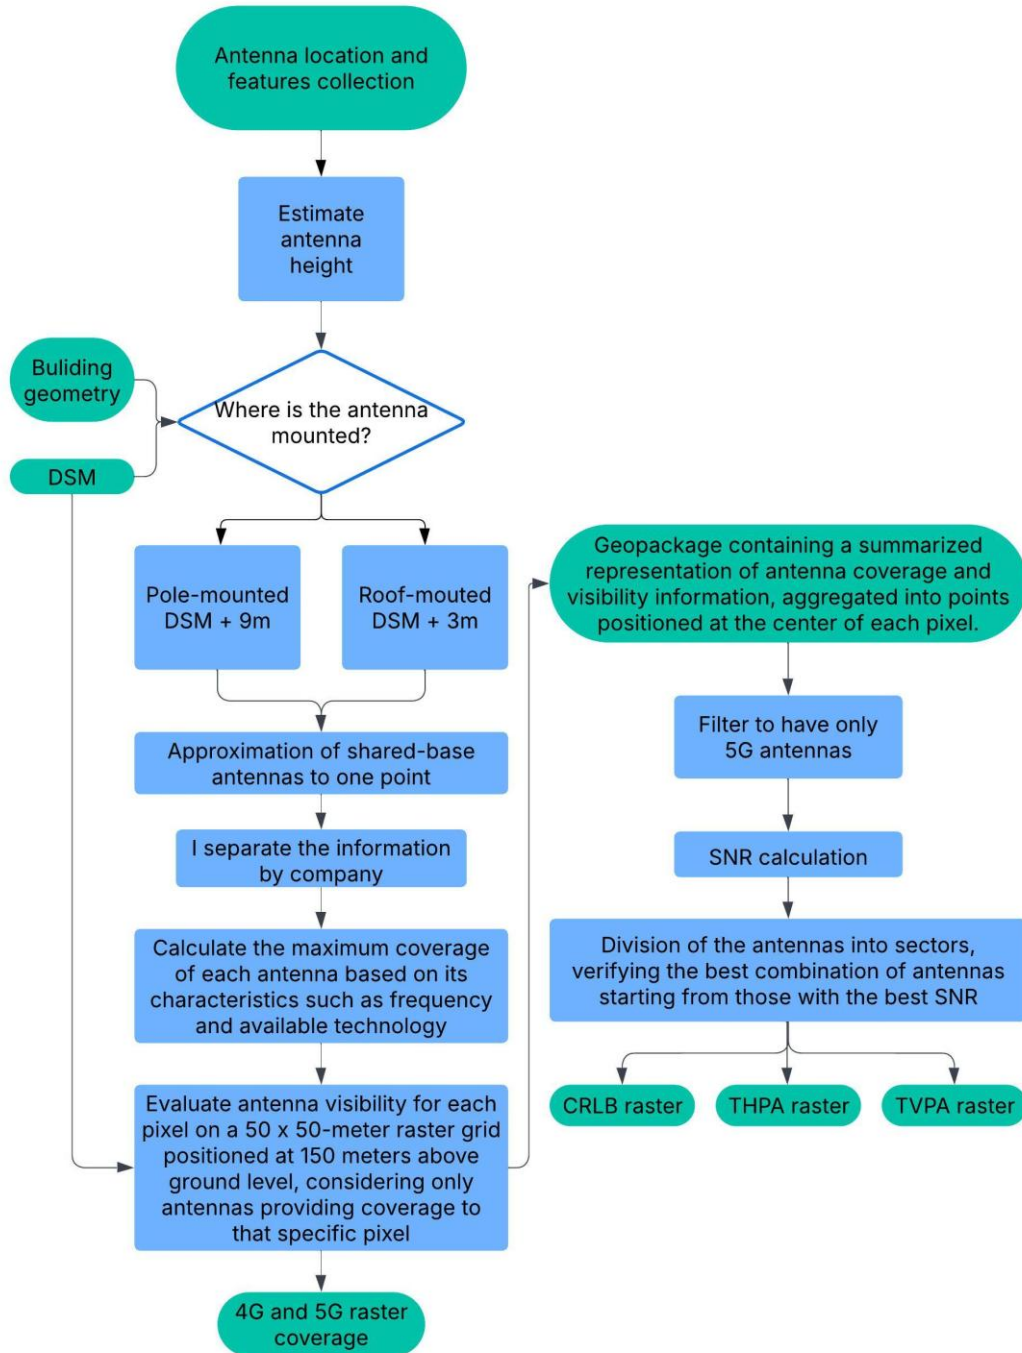 Antenna location and
features collection
Estimate
antenna
height
Buliding
geometry
DSM
Where is the antenna
mounted?
Pole-mounted
DSM + 9m
Roof-mouted
DSM + 3m
Approximation of shared-base
antennas to one point
I separate the information
by company
Calculate the maximum coverage
of each antenna based on its
characteristics such as frequency
and available technology
Evaluate antenna visibility for each
pixel on a 50 x 50-meter raster grid
positioned at 150 meters above
ground level, considering only
antennas providing coverage to
that specific pixel
4G and 5G raster
coverage
Geopackage containing a summarized
representation of antenna coverage and
visibility information, aggregated into points
positioned at the center of each pixel.
Filter to have only
5G antennas
SNR calculation
Division of the antennas into sectors,
verifying the best combination of antennas
starting from those with the best SNR
CRLB raster
THPA raster
TVPA raster